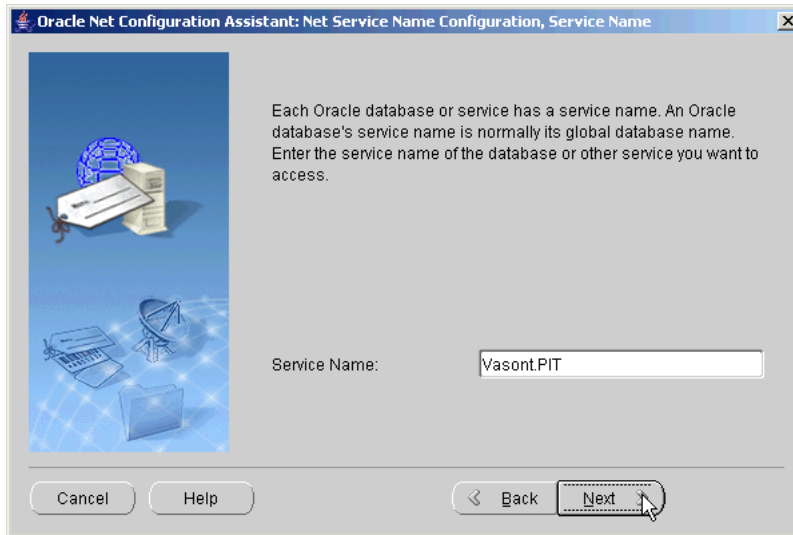 Oracle Net Configuration Assistant: Net Service Name Configuration, Service Name
Each Oracle database or service has a service name. An Oracle
database's service name is normally its global database name.
Enter the service name of the database or other service you want to
access.
Service Name:
Vasont.PIT
Cancel
Help
Back
Next